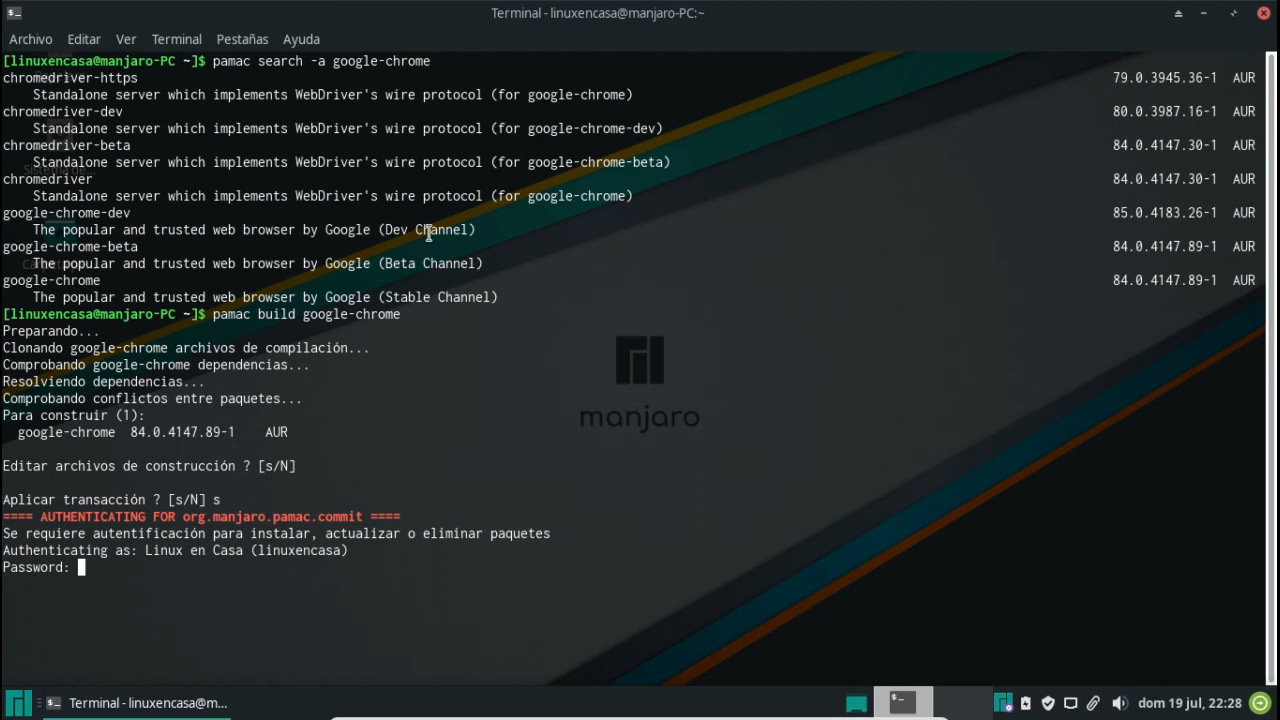 Terminal - linuxencasa@manjaro-PC:~
Archivo Editar Ver Terminal Pestañas Ayuda
[linuxencasa@manjaro-PC ~]$ pamac search -a google-chrome
chromedriver-https 79.0.3945.36-1 AUR
Standalone server which implements WebDriver's wire protocol (for google-chrome)
chromedriver-dev 80.0.3987.16-1 AUR
Standalone server which implements WebDriver's wire protocol (for google-chrome-dev)
chromedriver-beta 84.0.4147.30-1 AUR
Standalone server which implements WebDriver's wire protocol (for google-chrome-beta)
chromedriver 84.0.4147.30-1 AUR
Standalone server which implements WebDriver's wire protocol (for google-chrome)
google-chrome-dev 85.0.4183.26-1 AUR
The popular and trusted web browser by Google (Dev Channel)
google-chrome-beta 84.0.4147.89-1 AUR
The popular and trusted web browser by Google (Beta Channel)
google-chrome 84.0.4147.89-1 AUR
The popular and trusted web browser by Google (Stable Channel)
[linuxencasa@manjaro-PC ~]$ pamac build google-chrome
Preparando...
Clonando google-chrome archivos de compilación...
Comprobando google-chrome dependencias...
Resolviendo dependencias...
Comprobando conflictos entre paquetes...
Para construir (1):
google-chrome 84.0.4147.89-1 AUR
Editar archivos de construcción ? [s/N]
Aplicar transacción ? [s/N] s
==== AUTHENTICATING FOR org.manjaro.pamac.commit ====
Se requiere autentificación para instalar, actualizar o eliminar paquetes
Authenticating as: Linux en Casa (linuxencasa)
Password:
manjaro
Terminal - linuxencasa@m...
dom 19 jul, 22:28